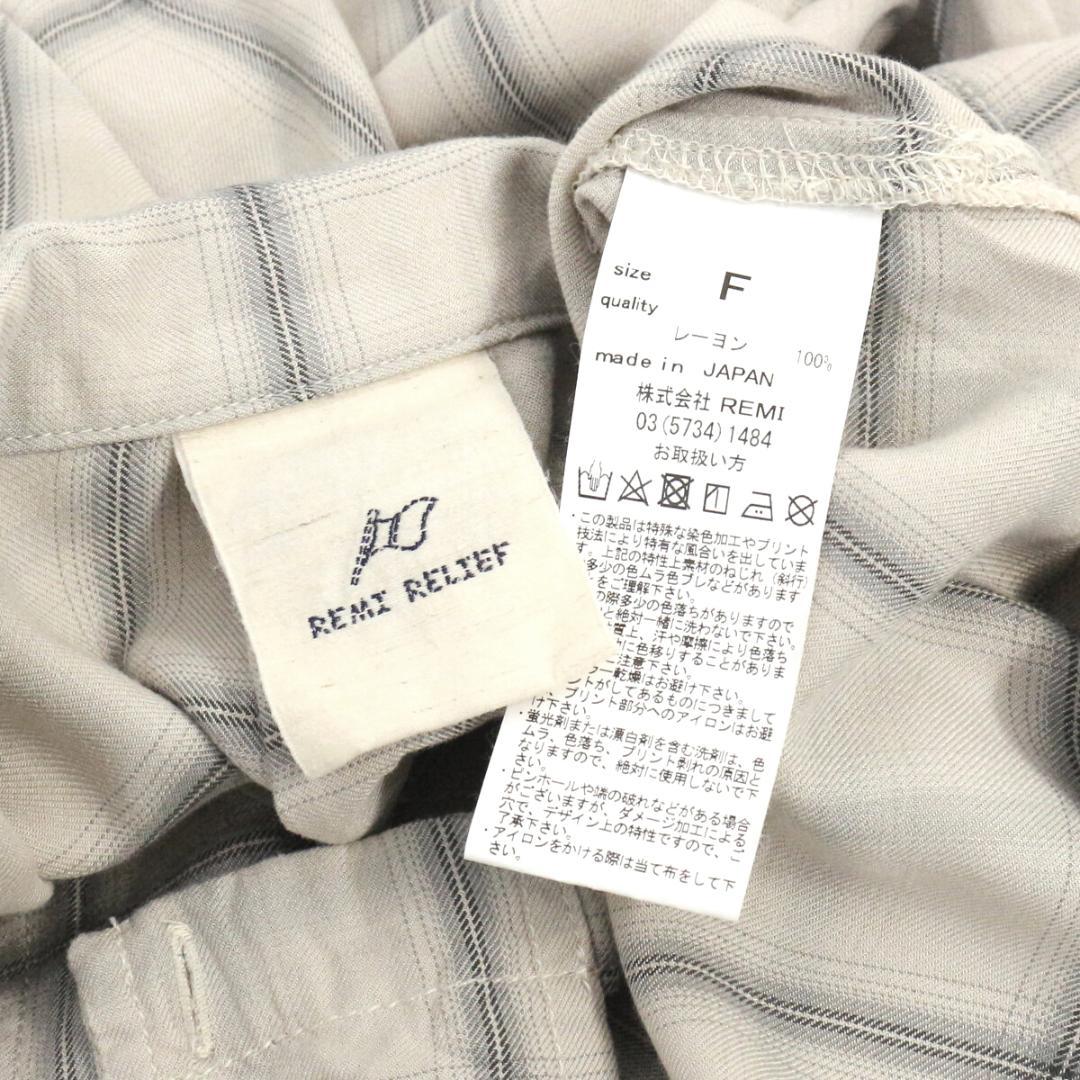 REMI RELIEF
size F
quality
レーヨン 100%
made in JAPAN
株式会社 REMI
03(5734)1484
お取扱い方
・この製品は特殊な染色加工やプリント
技法により特有な風合いを出していま
す。上記の特性上素材のねじれ（斜行）
多少の色ムラ色ブレなどがあります
をご理解下さい。
の際多少の色落ちがありますので
と絶対一緒に洗わないで下さい。
質上、汗や摩擦により色落ち
に色移りすることがありま
ご注意下さい。
乾燥はお避け下さい。
ントがしてあるものにつきまして
、プリント部分へのアイロンはお避
け下さい。
・蛍光剤または漂白剤を含む洗剤は、色
ムラ、色落ち、プリント剥れの原因と
なりますので、絶対に使用しないで下
さい。
・ピンホールや端の破れなどがある場合
がございますが、ダメージ加工による
穴で、デザイン上の特性ですので、ご
了承下さい。
・アイロンをかける際は当て布をして下
さい。